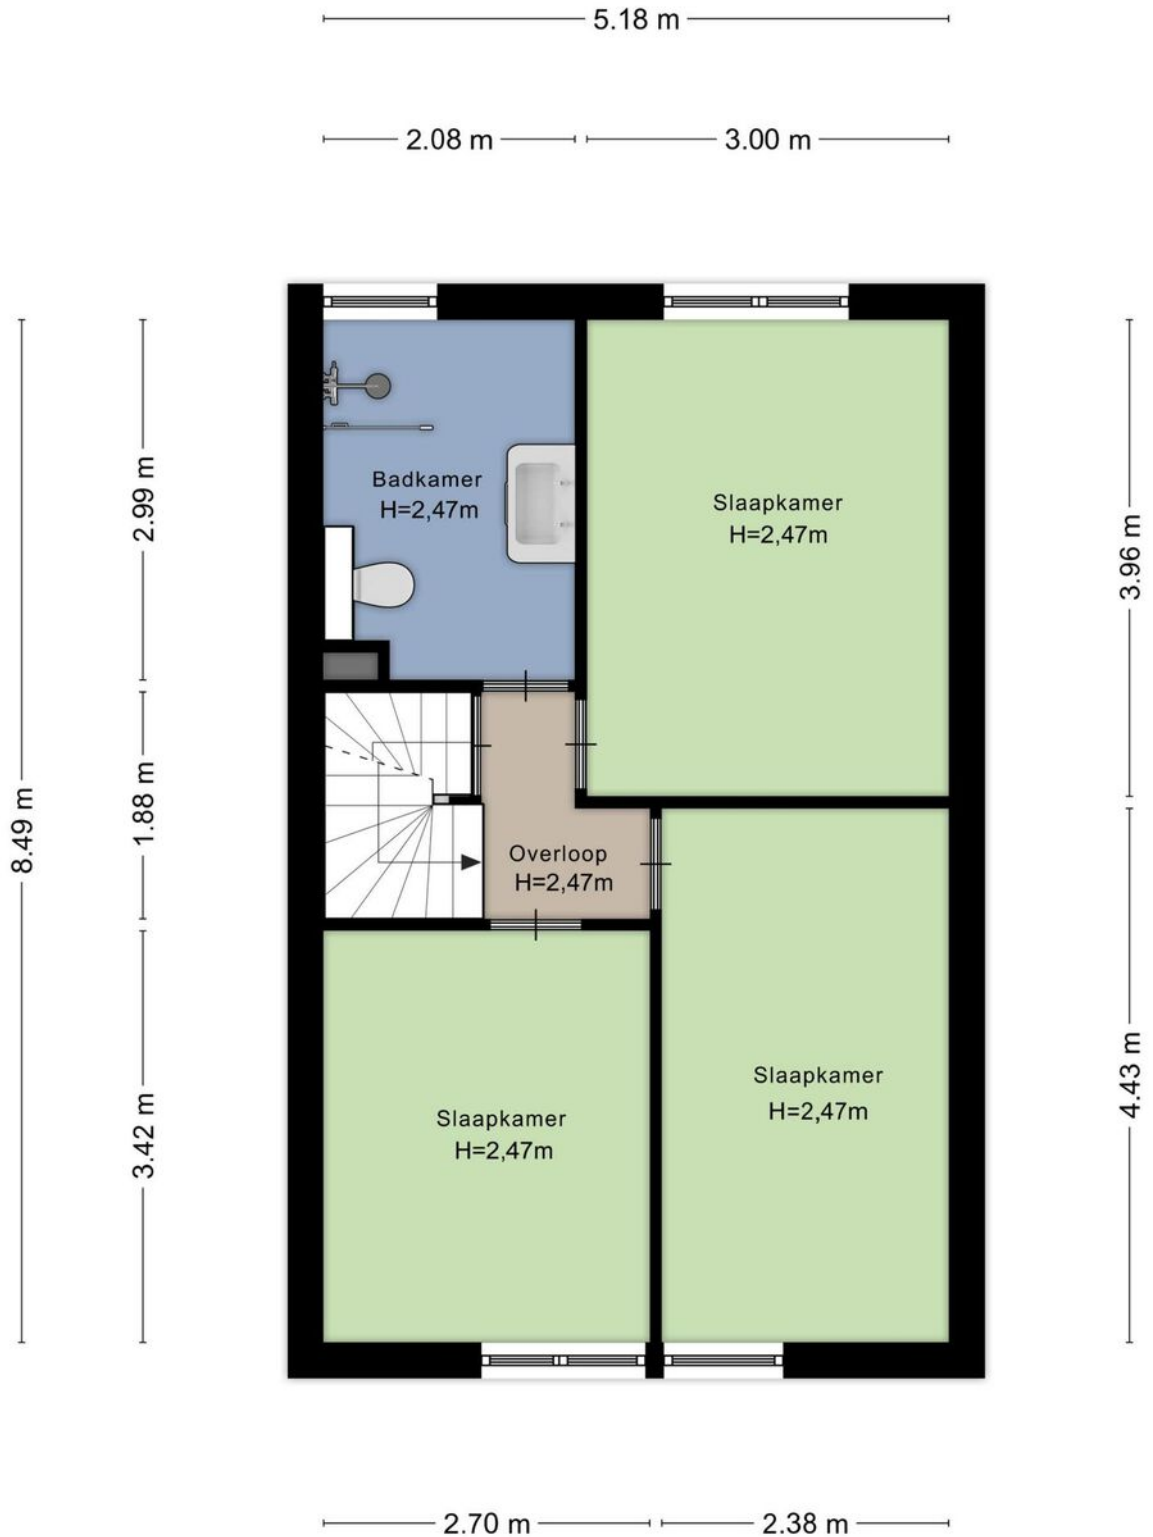 5.18 m
2.08 m
3.00 m
Badkamer
H=2,47m
Slaapkamer
H=2,47m
2.99 m
3.96 m
8.49 m
1.88 m
Overloop
H=2,47m
Slaapkamer
H=2,47m
Slaapkamer
H=2,47m
3.42 m
4.43 m
2.70 m
2.38 m